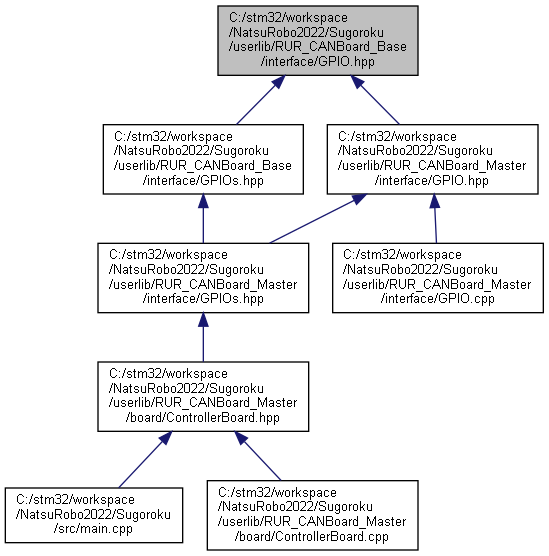 C:/stm32/workspace
/NatsuRobo2022/Sugoroku
/userlib/RUR_CANBoard_Base
/interface/GPIO.hpp
C:/stm32/workspace
/NatsuRobo2022/Sugoroku
/userlib/RUR_CANBoard_Base
/interface/GPIOs.hpp
C:/stm32/workspace
/NatsuRobo2022/Sugoroku
/userlib/RUR_CANBoard_Master
/interface/GPIO.hpp
C:/stm32/workspace
/NatsuRobo2022/Sugoroku
/userlib/RUR_CANBoard_Master
/interface/GPIOs.hpp
C:/stm32/workspace
/NatsuRobo2022/Sugoroku
/userlib/RUR_CANBoard_Master
/interface/GPIO.cpp
C:/stm32/workspace
/NatsuRobo2022/Sugoroku
/userlib/RUR_CANBoard_Master
/board/ControllerBoard.hpp
C:/stm32/workspace
/NatsuRobo2022/Sugoroku
/src/main.cpp
C:/stm32/workspace
/NatsuRobo2022/Sugoroku
/userlib/RUR_CANBoard_Master
/board/ControllerBoard.cpp